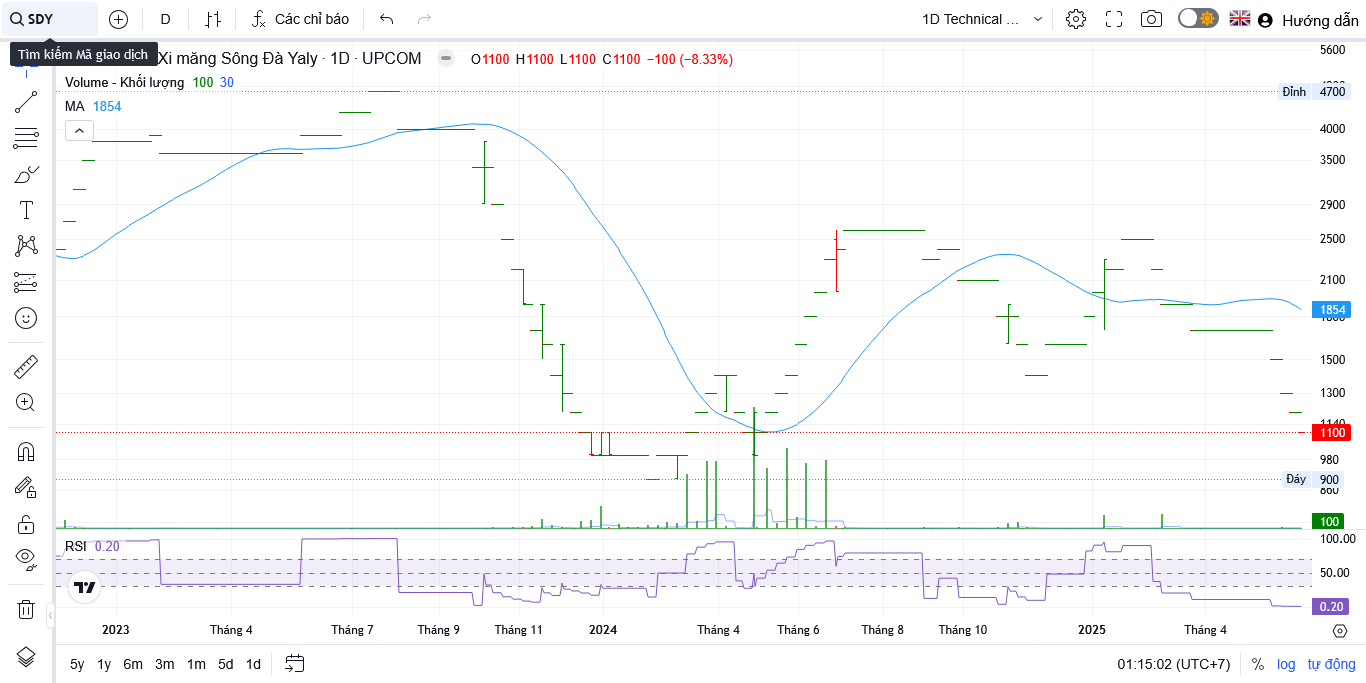 SDY
D
Các chỉ báo
1D Technical ...
Hướng dẫn
Tìm kiếm Mã giao dịch
Xi măng Sông Đà Yaly · 1D · UPCOM
O1100 H1100 L1100 C1100 −100 (−8.33%)
Volume - Khối lượng 100 30
MA 1854
5600
Đỉnh 4700
4000
3500
2900
2500
2100
1854
1500
1300
1100
980
Đáy 900
860
100
RSI 0.20
100.00
50.00
0.20
2023 Tháng 4 Tháng 7 Tháng 9 Tháng 11 2024 Tháng 4 Tháng 6 Tháng 8 Tháng 10 2025 Tháng 4
5y 1y 6m 3m 1m 5d 1d
01:15:02 (UTC+7) % log tự động